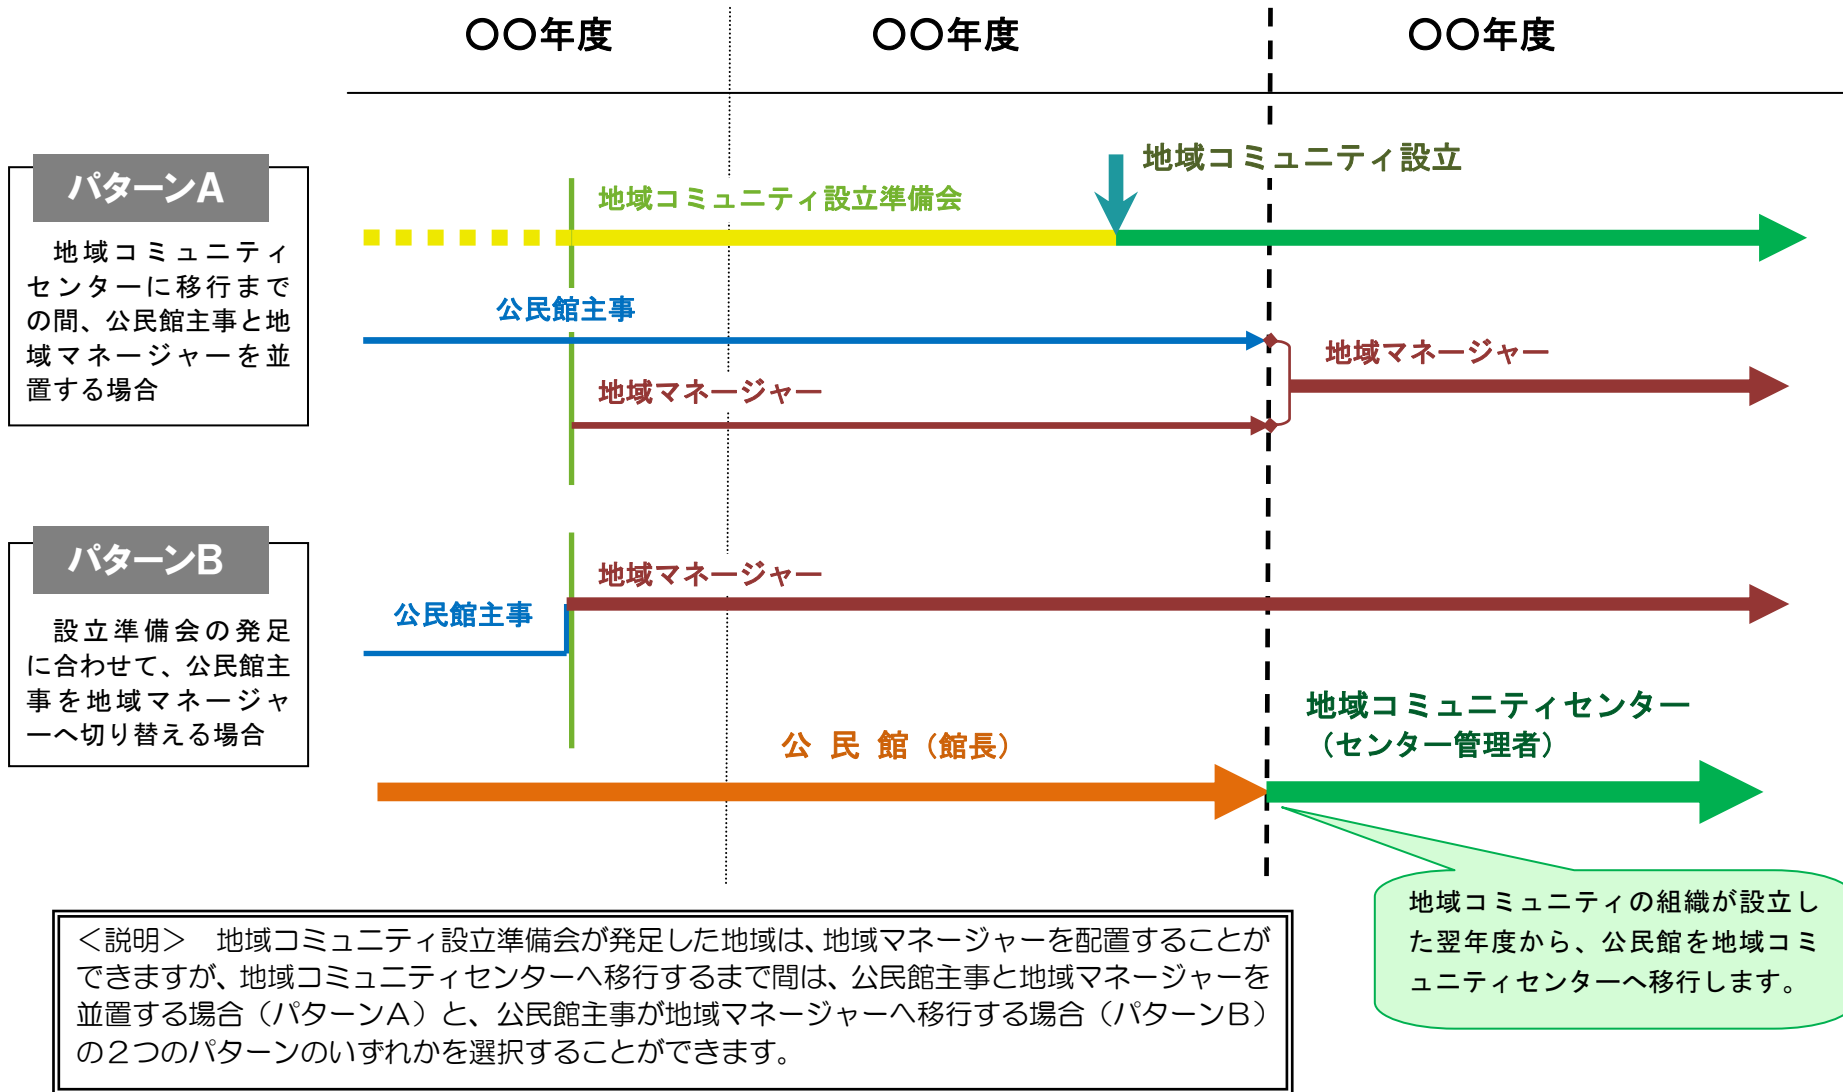 〇〇年度
〇〇年度
〇〇年度
パターンA
地域コミュニティ
センターに移行まで
の間、公民館主事と地
域マネージャーを並
置する場合
地域コミュニティ設立
地域コミュニティ設立準備会
公民館主事
地域マネージャー
地域マネージャー
パターンB
設立準備会の発足
に合わせて、公民館主
事を地域マネージャ
ーへ切り替える場合
地域マネージャー
公民館主事
公 民 館（館長）
地域コミュニティセンター
（センター管理者）
地域コミュニティの組織が設立し
た翌年度から、公民館を地域コミ
ュニティセンターへ移行します。
＜説明＞　地域コミュニティ設立準備会が発足した地域は、地域マネージャーを配置することが
できますが、地域コミュニティセンターへ移行するまで間は、公民館主事と地域マネージャーを
並置する場合（パターンA）と、公民館主事が地域マネージャーへ移行する場合（パターンB）
の２つのパターンのいずれかを選択することができます。